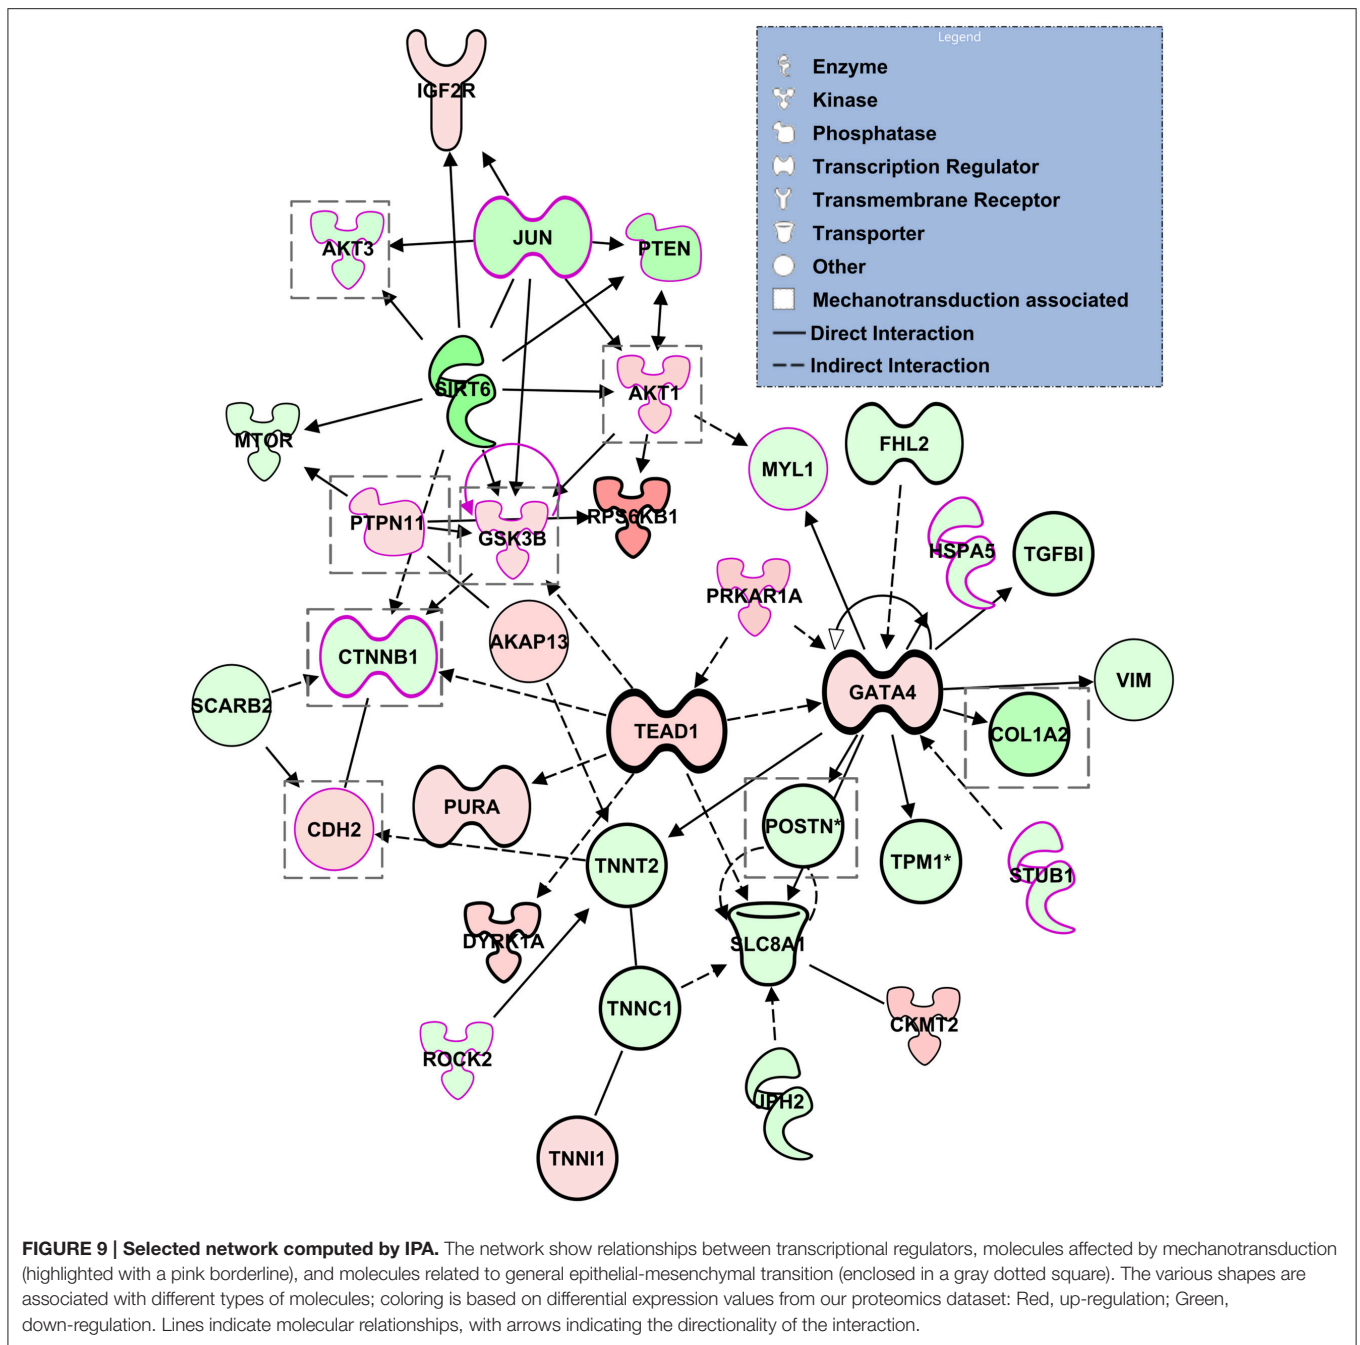 Legend
Enzyme
Kinase
Phosphatase
Transcription Regulator
Transmembrane Receptor
Transporter
Other
Mechanotransduction associated
Direct Interaction
Indirect Interaction
IGF2R
AKT3
JUN
PTEN
SIRT6
AKT1
MTOR
MYL1
FHL2
PTPN11
GSK3B
RPS6KB1
HSPA5
TGFBI
PRKAR1A
AKAP13
CTNNB1
SCARB2
GATA4
VIM
TEAD1
COL1A2
CDH2
PURA
POSTN*
TNNT2
TPM1*
STUB1
DYRK1A
SLC8A1
TNNC1
CKMT2
ROCK2
TNNI1
FIGURE 9 | Selected network computed by IPA. The network show relationships between transcriptional regulators, molecules affected by mechanotransduction
(highlighted with a pink borderline), and molecules related to general epithelial-mesenchymal transition (enclosed in a gray dotted square). The various shapes are
associated with different types of molecules; coloring is based on differential expression values from our proteomics dataset: Red, up-regulation; Green,
down-regulation. Lines indicate molecular relationships, with arrows indicating the directionality of the interaction.